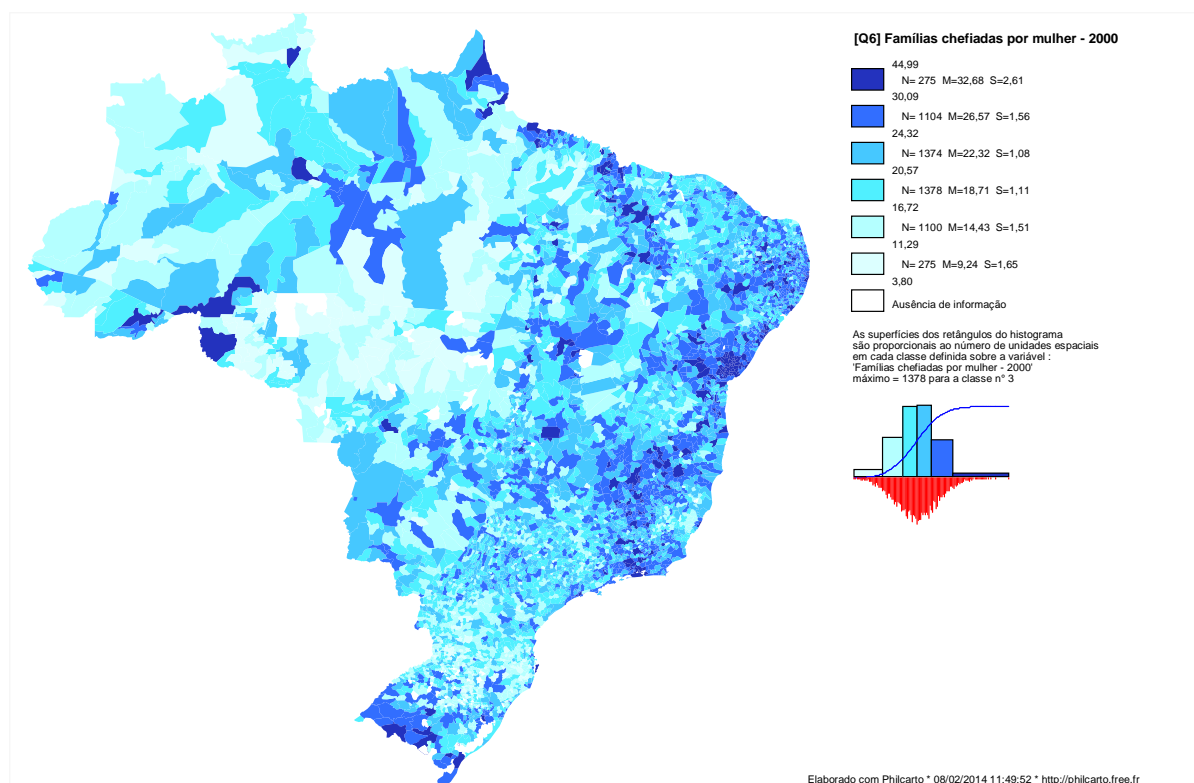 [Q6] Famílias chefiadas por mulher - 2000
44,99
N= 275 M=32,68 S=2,61
30,09
N= 1104 M=26,57 S=1,56
24,32
N= 1374 M=22,32 S=1,08
20,57
N= 1378 M=18,71 S=1,11
16,72
N= 1100 M=14,43 S=1,51
11,29
N= 275 M=9,24 S=1,65
3,80
Ausência de informação
As superfícies dos retângulos do histograma
são proporcionais ao número de unidades espaciais
em cada classe definida sobre a variável :
'Famílias chefiadas por mulher - 2000'
máximo = 1378 para a classe n° 3
Elaborado com Philcarto * 08/02/2014 11:49:52 * http://philcarto.free.fr